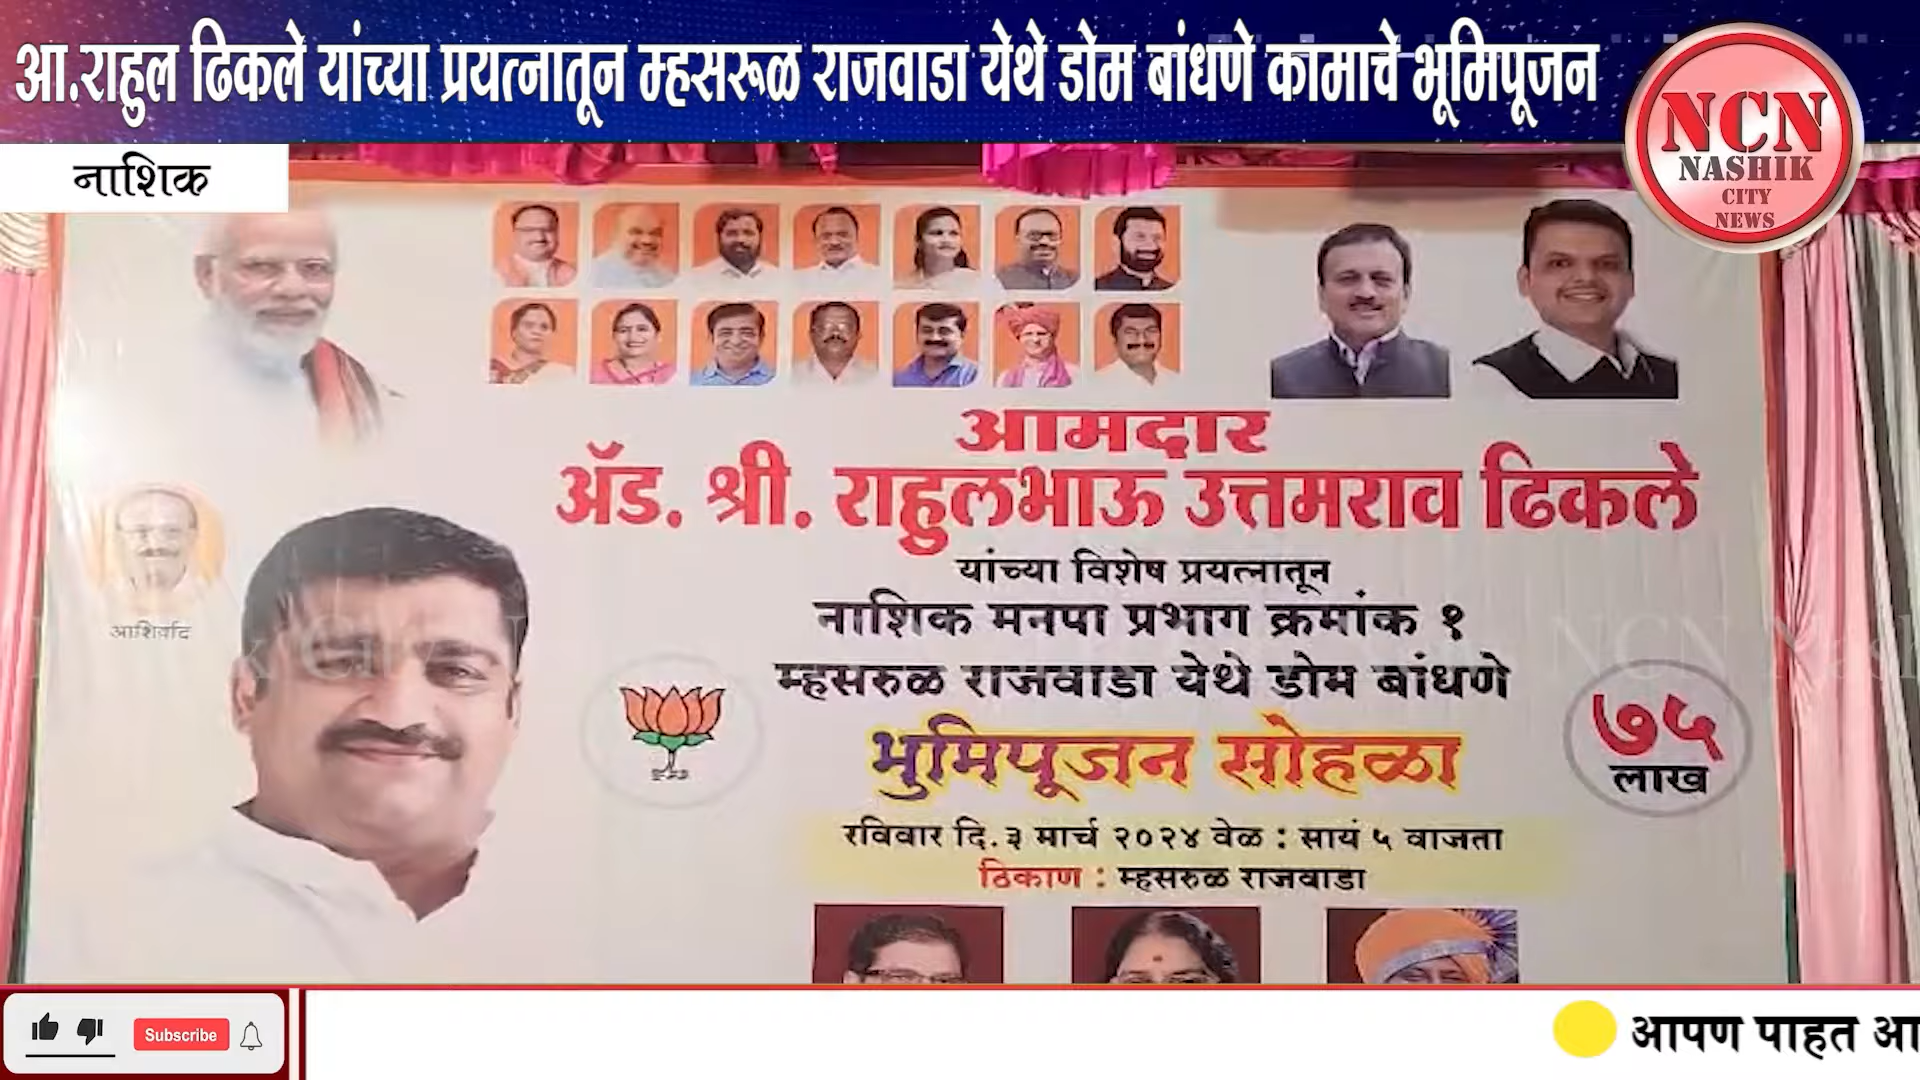 आ.राहुल ढिकले यांच्या प्रयत्नातून म्हसरूळ राजवाडा येथे डोम बांधणे कामाचे भूमिपूजन
NCN
NASHIK
CITY
NEWS
नाशिक
आमदार
ॲड. श्री. राहुलभाऊ उत्तमराव ढिकले
यांच्या विशेष प्रयत्नातून
नाशिक मनपा प्रभाग क्रमांक १
म्हसरुळ राजवाडा येथे डोम बांधणे
आशिर्वाद
७५
लाख
भुमिपूजन सोहळा
रविवार दि. ३ मार्च २०२४ वेळ : सायं ५ वाजता
ठिकाण : म्हसरुळ राजवाडा
Subscribe
आपण पाहत आ